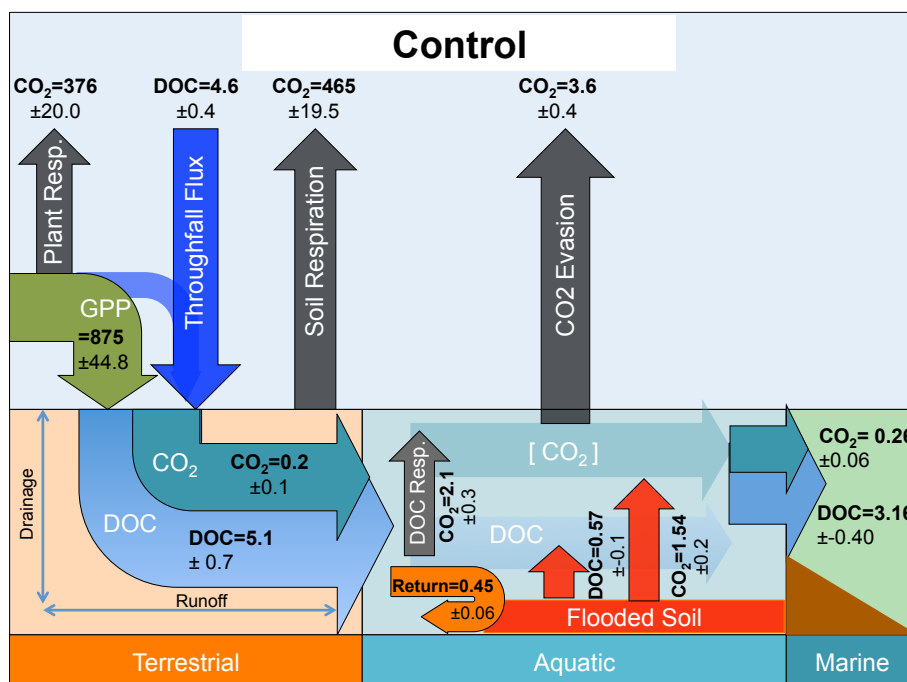 Control
CO2=376
±20.0
DOC=4.6
±0.4
CO2=465
±19.5
CO2=3.6
±0.4
Plant Resp.
Throughfall Flux
Soil Respiration
CO2 Evasion
GPP
=875
±44.8
Drainage
CO2
CO2=0.2
±0.1
DOC
DOC=5.1
± 0.7
Runoff
DOC Resp.
CO2=2.1
±0.3
[ CO2 ]
DOC
DOC=0.57
±-0.1
CO2=1.54
±0.2
Return=0.45
±0.06
Flooded Soil
CO2= 0.26
±0.06
DOC=3.16
±-0.40
Terrestrial
Aquatic
Marine